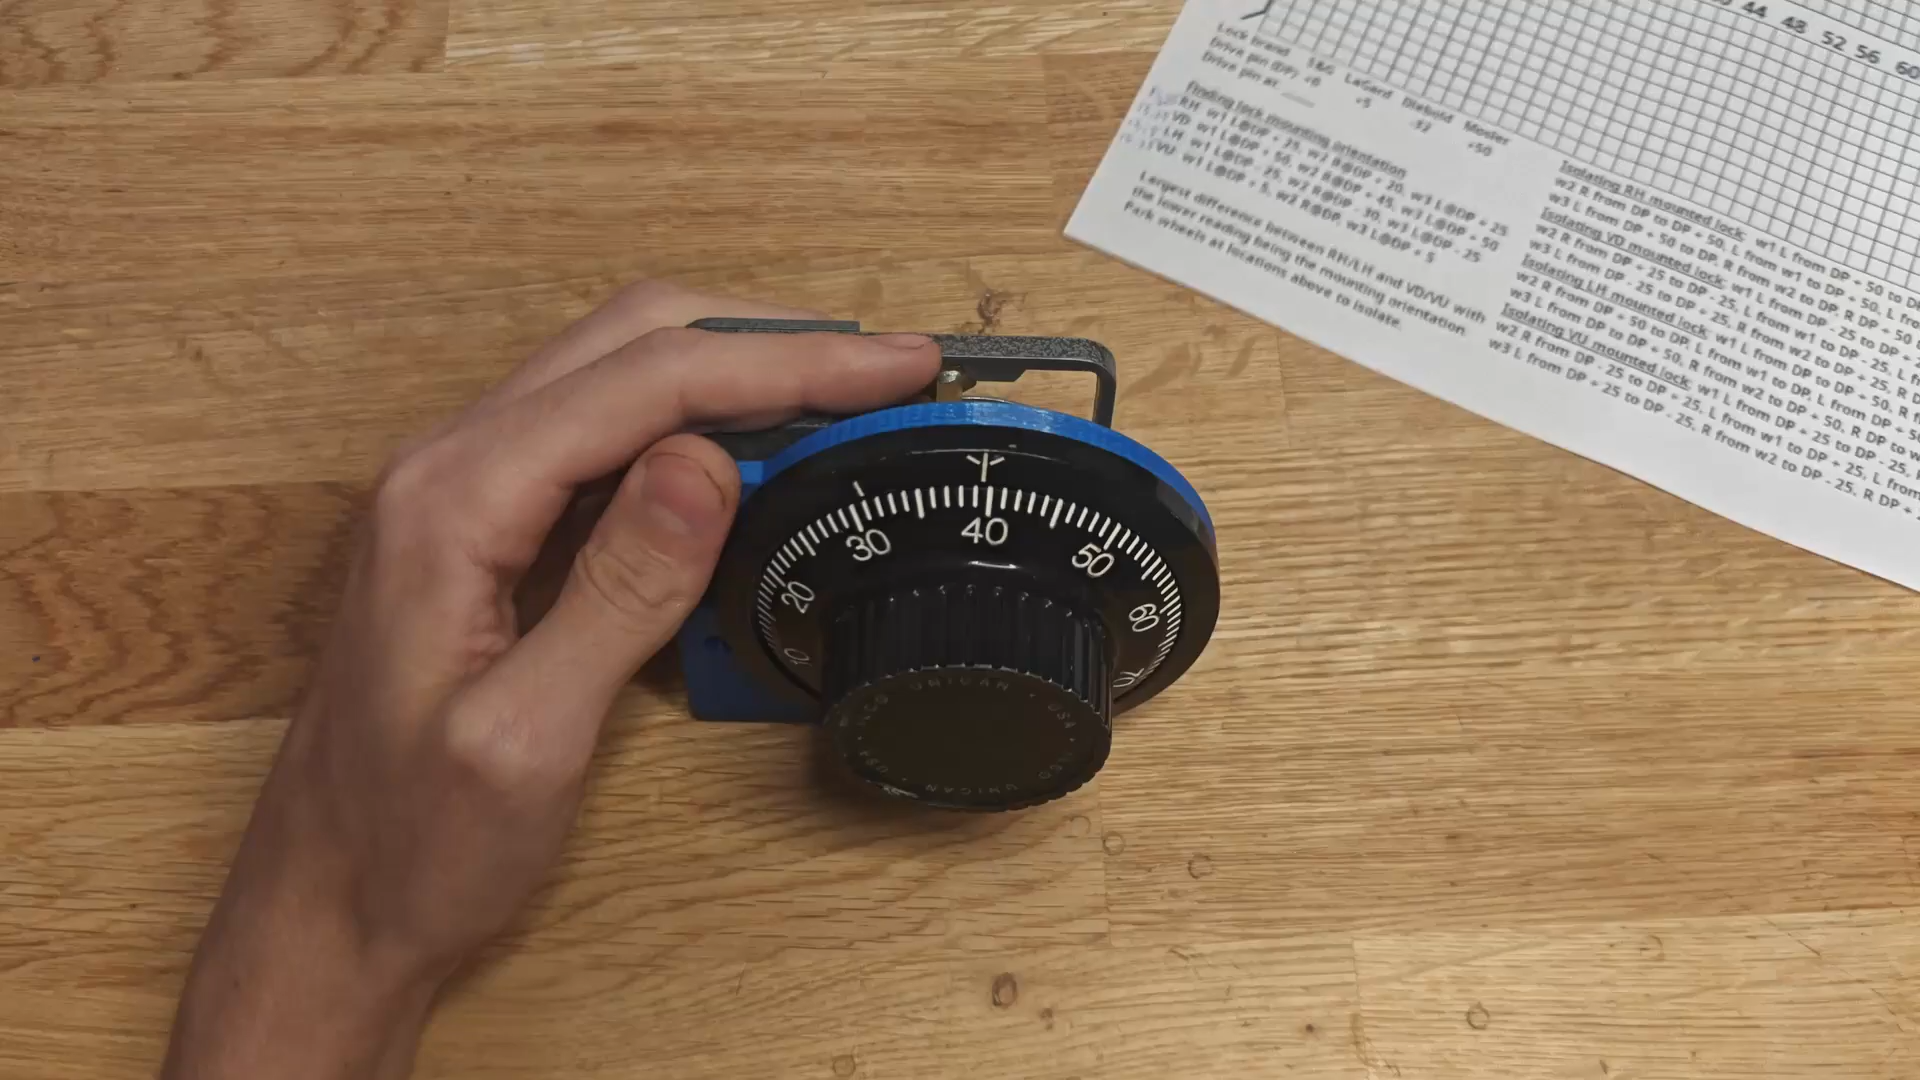 44 48 52 56 60
Lock brand S&G LaGard Diebold Mosler
Drive pin (DP) +6 +5 -32 +50
Drive pin at:
Finding lock mounting orientation
RH w1 L@DP + 25, w2 R@DP + 20, w3 L@DP + 25
VD w1 L@DP + 50, w2 R@DP + 45, w3 L@DP + 50
LH w1 L@DP - 25, w2 R@DP - 30, w3 L@DP - 25
VU w1 L@DP + 5, w2 R@DP, w3 L@DP + 5
Largest difference between RH/LH and VD/VU with
the lower reading being the mounting orientation.
Park wheels at locations above to isolate.
Isolating RH mounted lock: w1 L from DP + 50 to
w2 R from DP to DP + 50, L from w1 to DP + 50,
w3 L from DP + 50 to DP, R from w2 to DP, R DP + 50
Isolating VD mounted lock: w1 L from DP - 25 to DP +
w2 R from DP + 25 to DP - 25, L from w1 to DP - 25, L
w3 L from DP - 25 to DP + 25, R from w2 to DP + 25, R
Isolating LH mounted lock: w1 L from DP to DP + 50, R
w2 R from DP + 50 to DP, L from w1 to DP, L from DP + 50
w3 L from DP to DP + 50, R from w2 to DP + 50, R DP to w
Isolating VU mounted lock: w1 L from DP + 25 to DP - 25,
w2 R from DP - 25 to DP + 25, L from w1 to DP + 25, L from
w3 L from DP + 25 to DP - 25, R from w2 to DP - 25, R DP +
10 20 30 40 50 60 70
ILCO UNICAN • USA • ILCO UNICAN • USA •